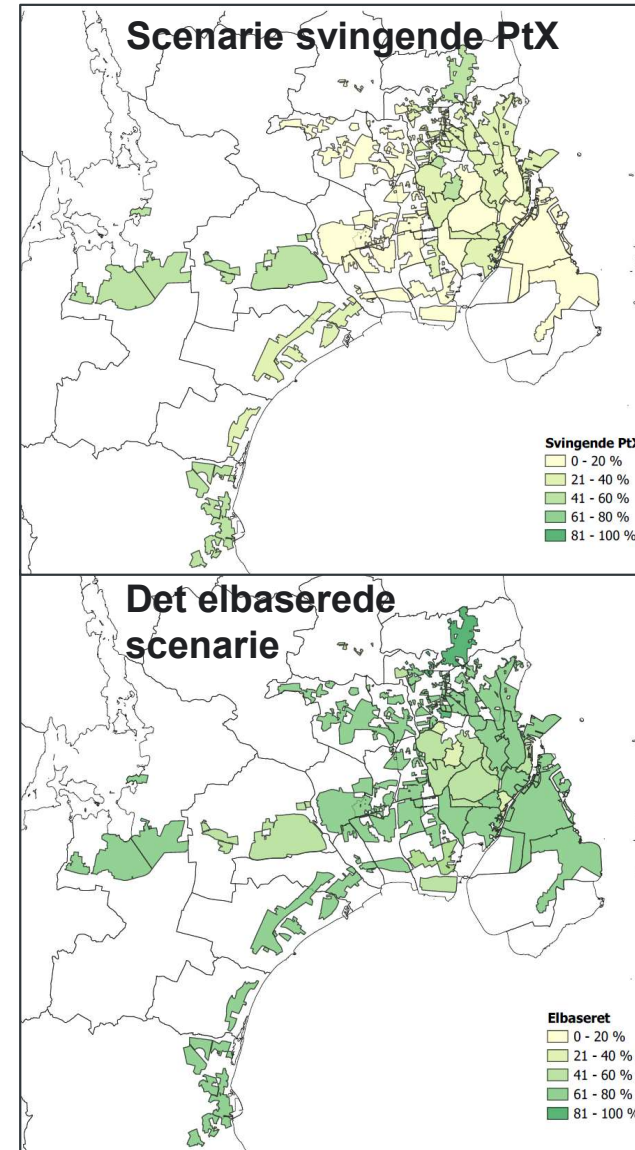 Scenarie svingende PtX
Svingende PtX
0 - 20 %
21 - 40 %
41 - 60 %
61 - 80 %
81 - 100 %
Det elbaserede
scenarie
Elbaseret
0 - 20 %
21 - 40 %
41 - 60 %
61 - 80 %
81 - 100 %